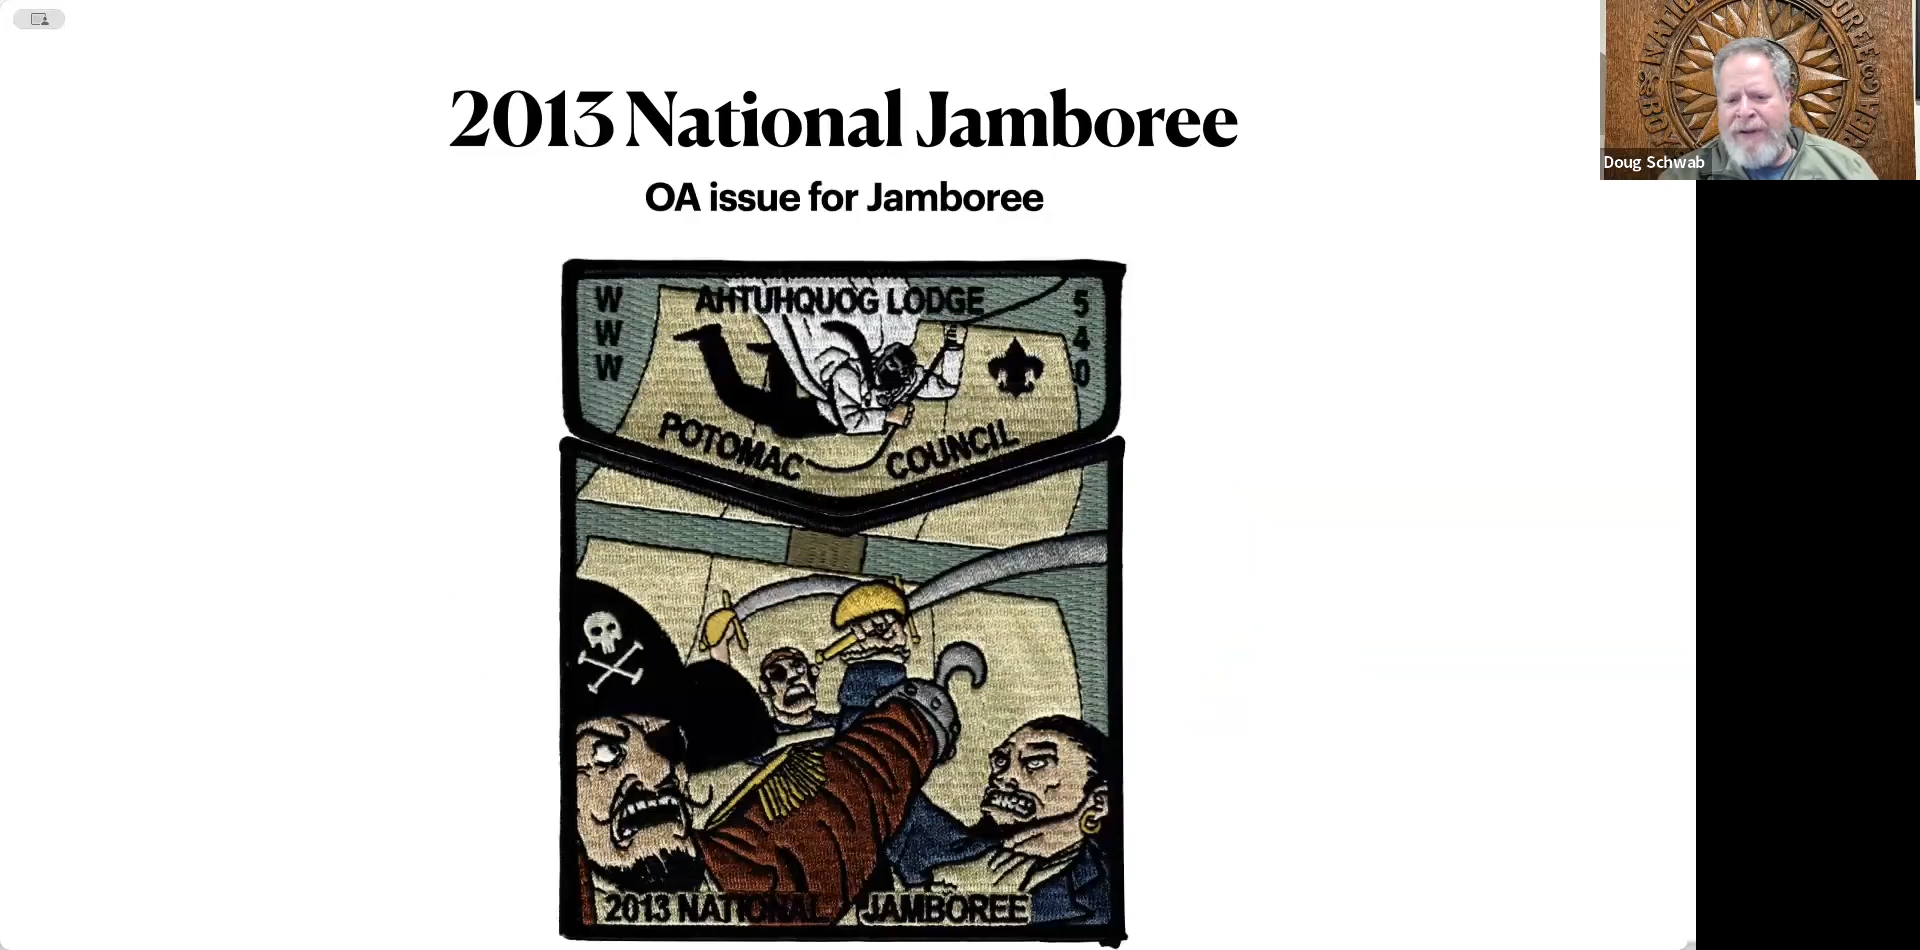 2013 National Jamboree
OA issue for Jamboree
Doug Schwab
AHTUHQUOG LODGE
W
W
W
5
4
0
POTOMAC COUNCIL
2013 NATIONAL JAMBOREE